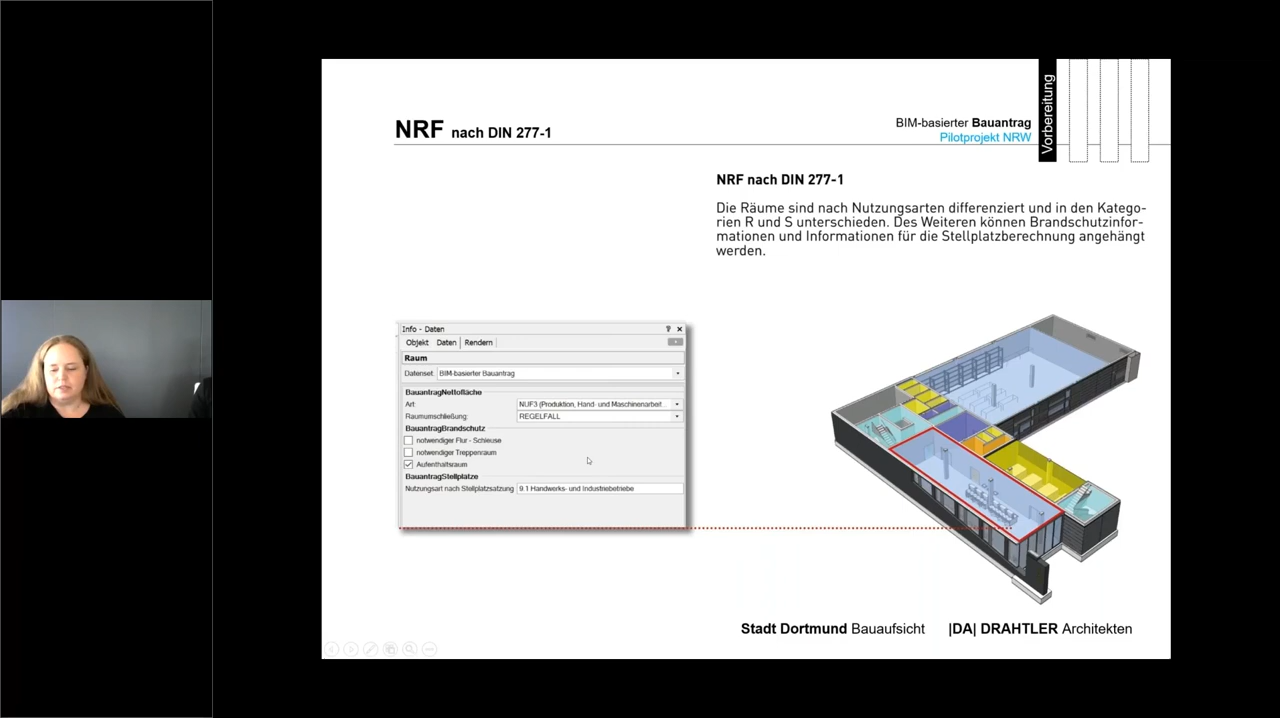 NRF nach DIN 277-1
BIM-basierter Bauantrag
Pilotprojekt NRW
Vorbereitung
NRF nach DIN 277-1
Die Räume sind nach Nutzungsarten differenziert und in den Katego-
rien R und S unterschieden. Des Weiteren können Brandschutzinfor-
mationen und Informationen für die Stellplatzberechnung angehängt
werden.
Info - Daten
Objekt Daten Rendern
Raum
Datenset: BIM-basierter Bauantrag
BauantragNettofläche
Art: NUF3 (Produktion, Hand- und Maschinenarbeit...
Raumumschließung: REGELFALL
BauantragBrandschutz
notwendiger Flur - Schleuse
notwendiger Treppenraum
Aufenthaltsraum
BauantragStellplätze
Nutzungsart nach Stellplatzsatzung 9.1 Handwerks- und Industriebetriebe
Stadt Dortmund Bauaufsicht |DA| DRAHTLER Architekten